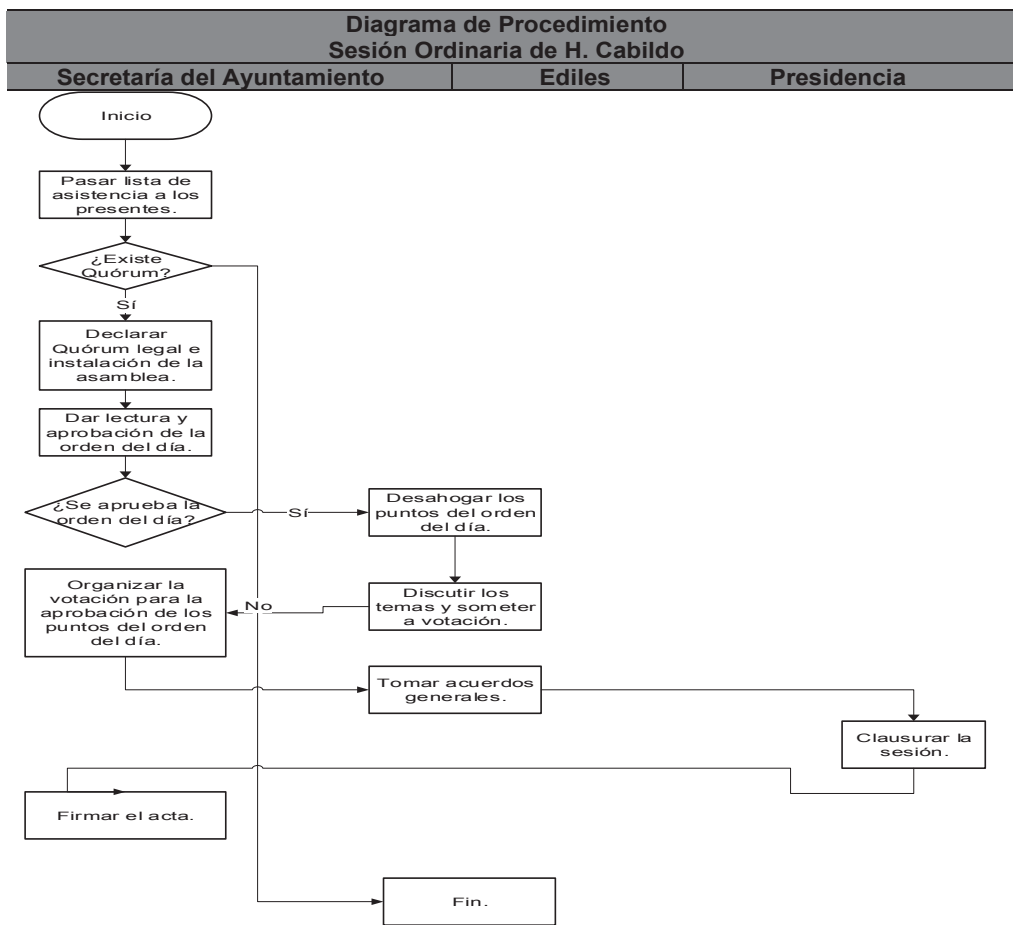 Diagrama de Procedimiento
Sesión Ordinaria de H. Cabildo
Secretaría del Ayuntamiento
Ediles
Presidencia
Inicio
Pasar lista de
asistencia a los
presentes.
¿Existe
Quórum?
Sí
Declarar
Quórum legal e
instalación de la
asamblea.
Dar lectura y
aprobación de la
orden del día.
¿Se aprueba la
orden del día?
Sí
Desahogar los
puntos del orden
del día.
Discutir los
temas y someter
a votación.
No
Organizar la
votación para la
aprobación de los
puntos del orden
del día.
Tomar acuerdos
generales.
Clausurar la
sesión.
Firmar el acta.
Fin.